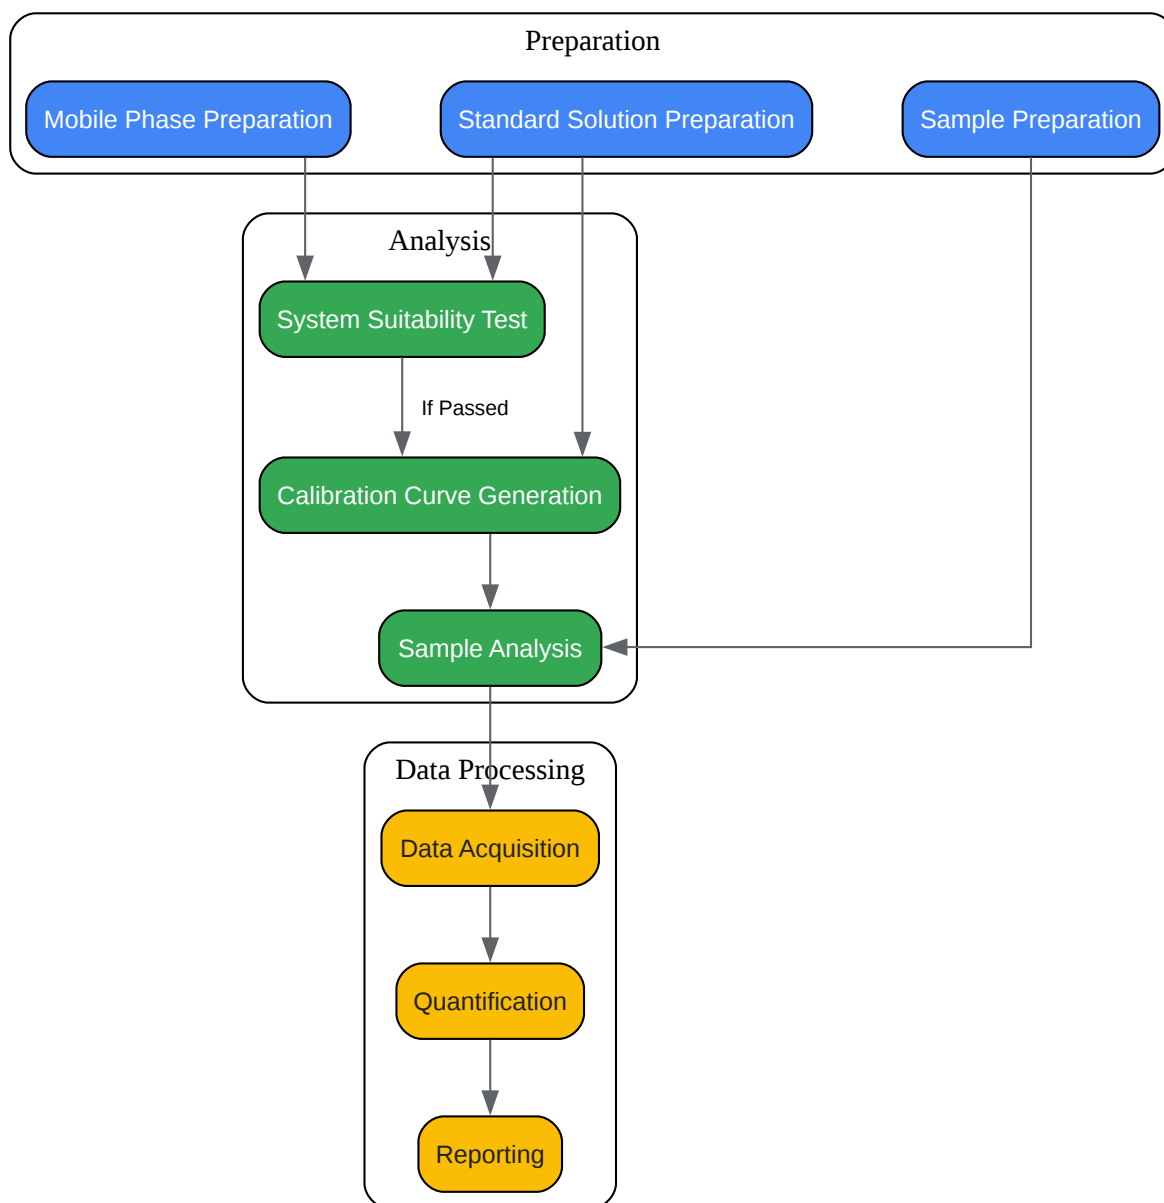 Preparation
Mobile Phase Preparation
Standard Solution Preparation
Sample Preparation
Analysis
System Suitability Test
If Passed
Calibration Curve Generation
Sample Analysis
Data Processing
Data Acquisition
Quantification
Reporting